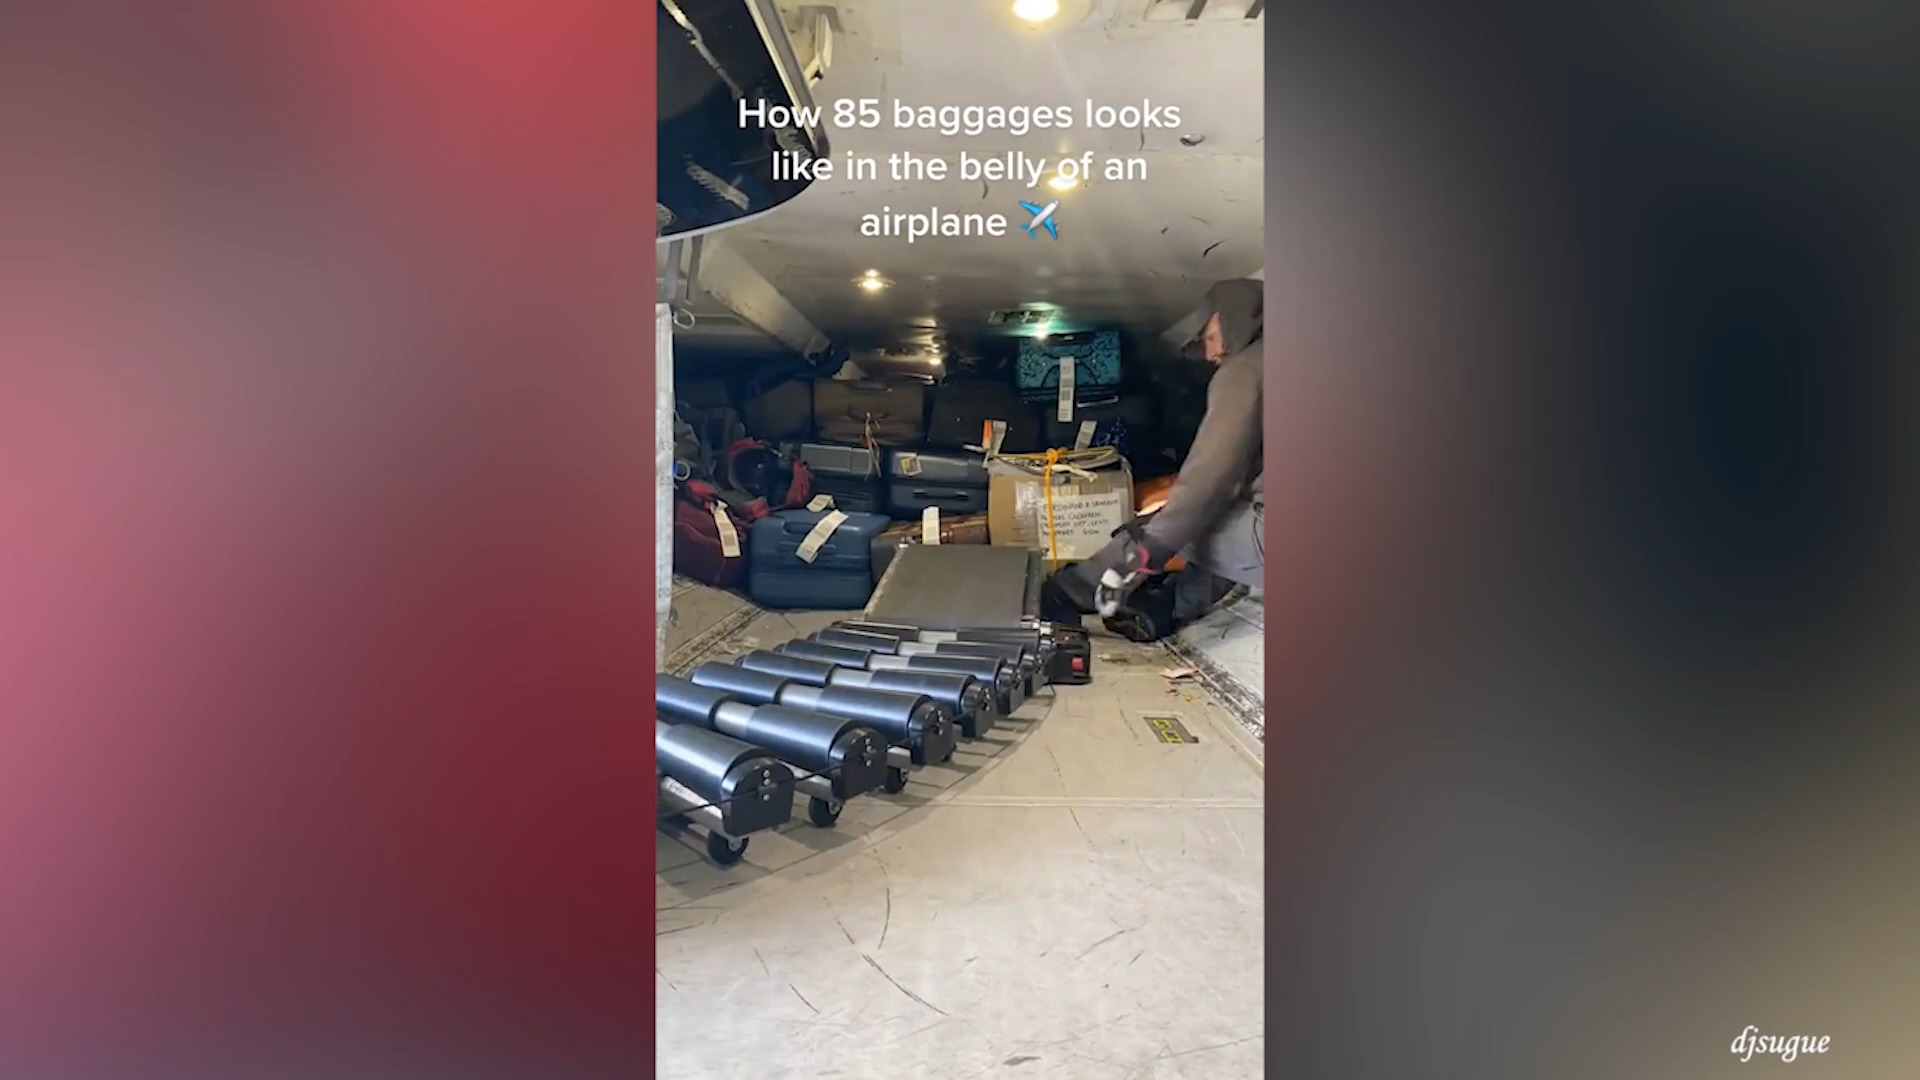 How 85 baggages looks
like in the belly of an
airplane ✈️
djsugue